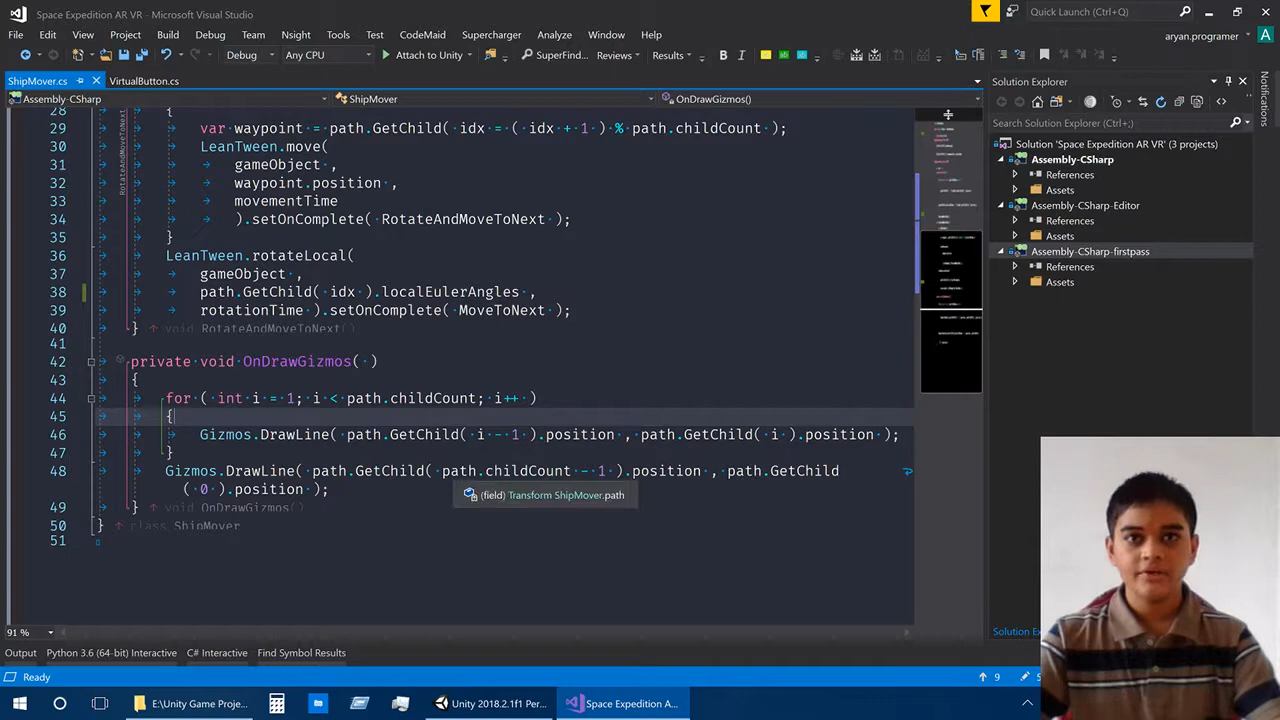 Space Expedition AR VR - Microsoft Visual Studio
Quick Launch (Ctrl+Q)
File Edit View Project Build Debug Team Nsight Tools Test CodeMaid Supercharger Analyze Window Help
aryan.programer A
Debug Any CPU Attach to Unity SuperFind... Reviews Results B I
ShipMover.cs VirtualButton.cs
Solution Explorer
Assembly-CSharp ShipMover OnDrawGizmos()
Search Solution Explorer (Ctrl+;)
Solution 'Space Expedition AR VR' (3 projects)
Assembly-CSharp
References
Assets
Assembly-CSharp-Editor
References
Assets
Assembly-CSharp-firstpass
References
Assets
Toolbox
Properties
RotateAndMoveToNext
28 {
29 var waypoint = path.GetChild( idx = ( idx + 1 ) % path.childCount );
30 LeanTween.move(
31 gameObject ,
32 waypoint.position ,
33 movementTime
34 ).setOnComplete( RotateAndMoveToNext );
35 }
36 LeanTween.rotateLocal(
37 gameObject ,
38 path.GetChild( idx ).localEulerAngles ,
39 rotationTime ).setOnComplete( MoveToNext );
40 } ↑ void RotateAndMoveToNext()
41
42 private void OnDrawGizmos( )
43 {
44 for ( int i = 1; i < path.childCount; i++ )
45 {
46 Gizmos.DrawLine( path.GetChild( i - 1 ).position , path.GetChild( i ).position );
47 }
48 Gizmos.DrawLine( path.GetChild( path.childCount - 1 ).position , path.GetChild
( 0 ).position );
(field) Transform ShipMover.path
49 } ↑ void OnDrawGizmos()
50 } ↑ class ShipMover
51
91 %
Solution Ex
Output Python 3.6 (64-bit) Interactive C# Interactive Find Symbol Results
Ready 9 5
E:\Unity Game Proje... Unity 2018.2.1f1 Per... Space Expedition A...